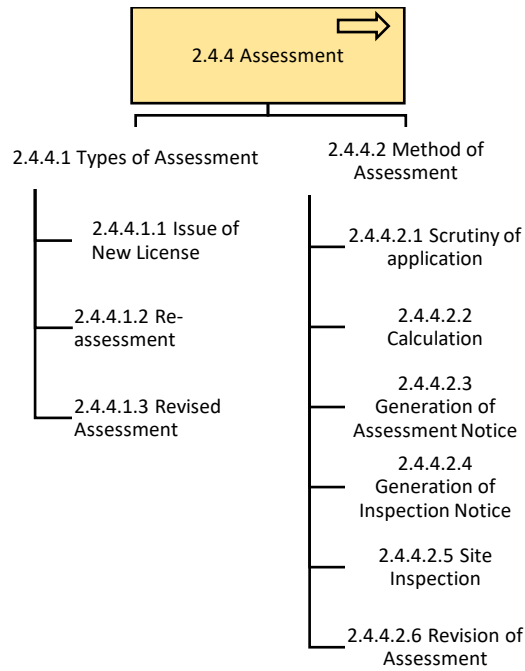 2.4.4 Assessment
2.4.4.1 Types of Assessment
2.4.4.1.1 Issue of
New License
2.4.4.1.2 Re-
assessment
2.4.4.1.3 Revised
Assessment
2.4.4.2 Method of
Assessment
2.4.4.2.1 Scrutiny of
application
2.4.4.2.2
Calculation
2.4.4.2.3
Generation of
Assessment Notice
2.4.4.2.4
Generation of
Inspection Notice
2.4.4.2.5 Site
Inspection
2.4.4.2.6 Revision of
Assessment